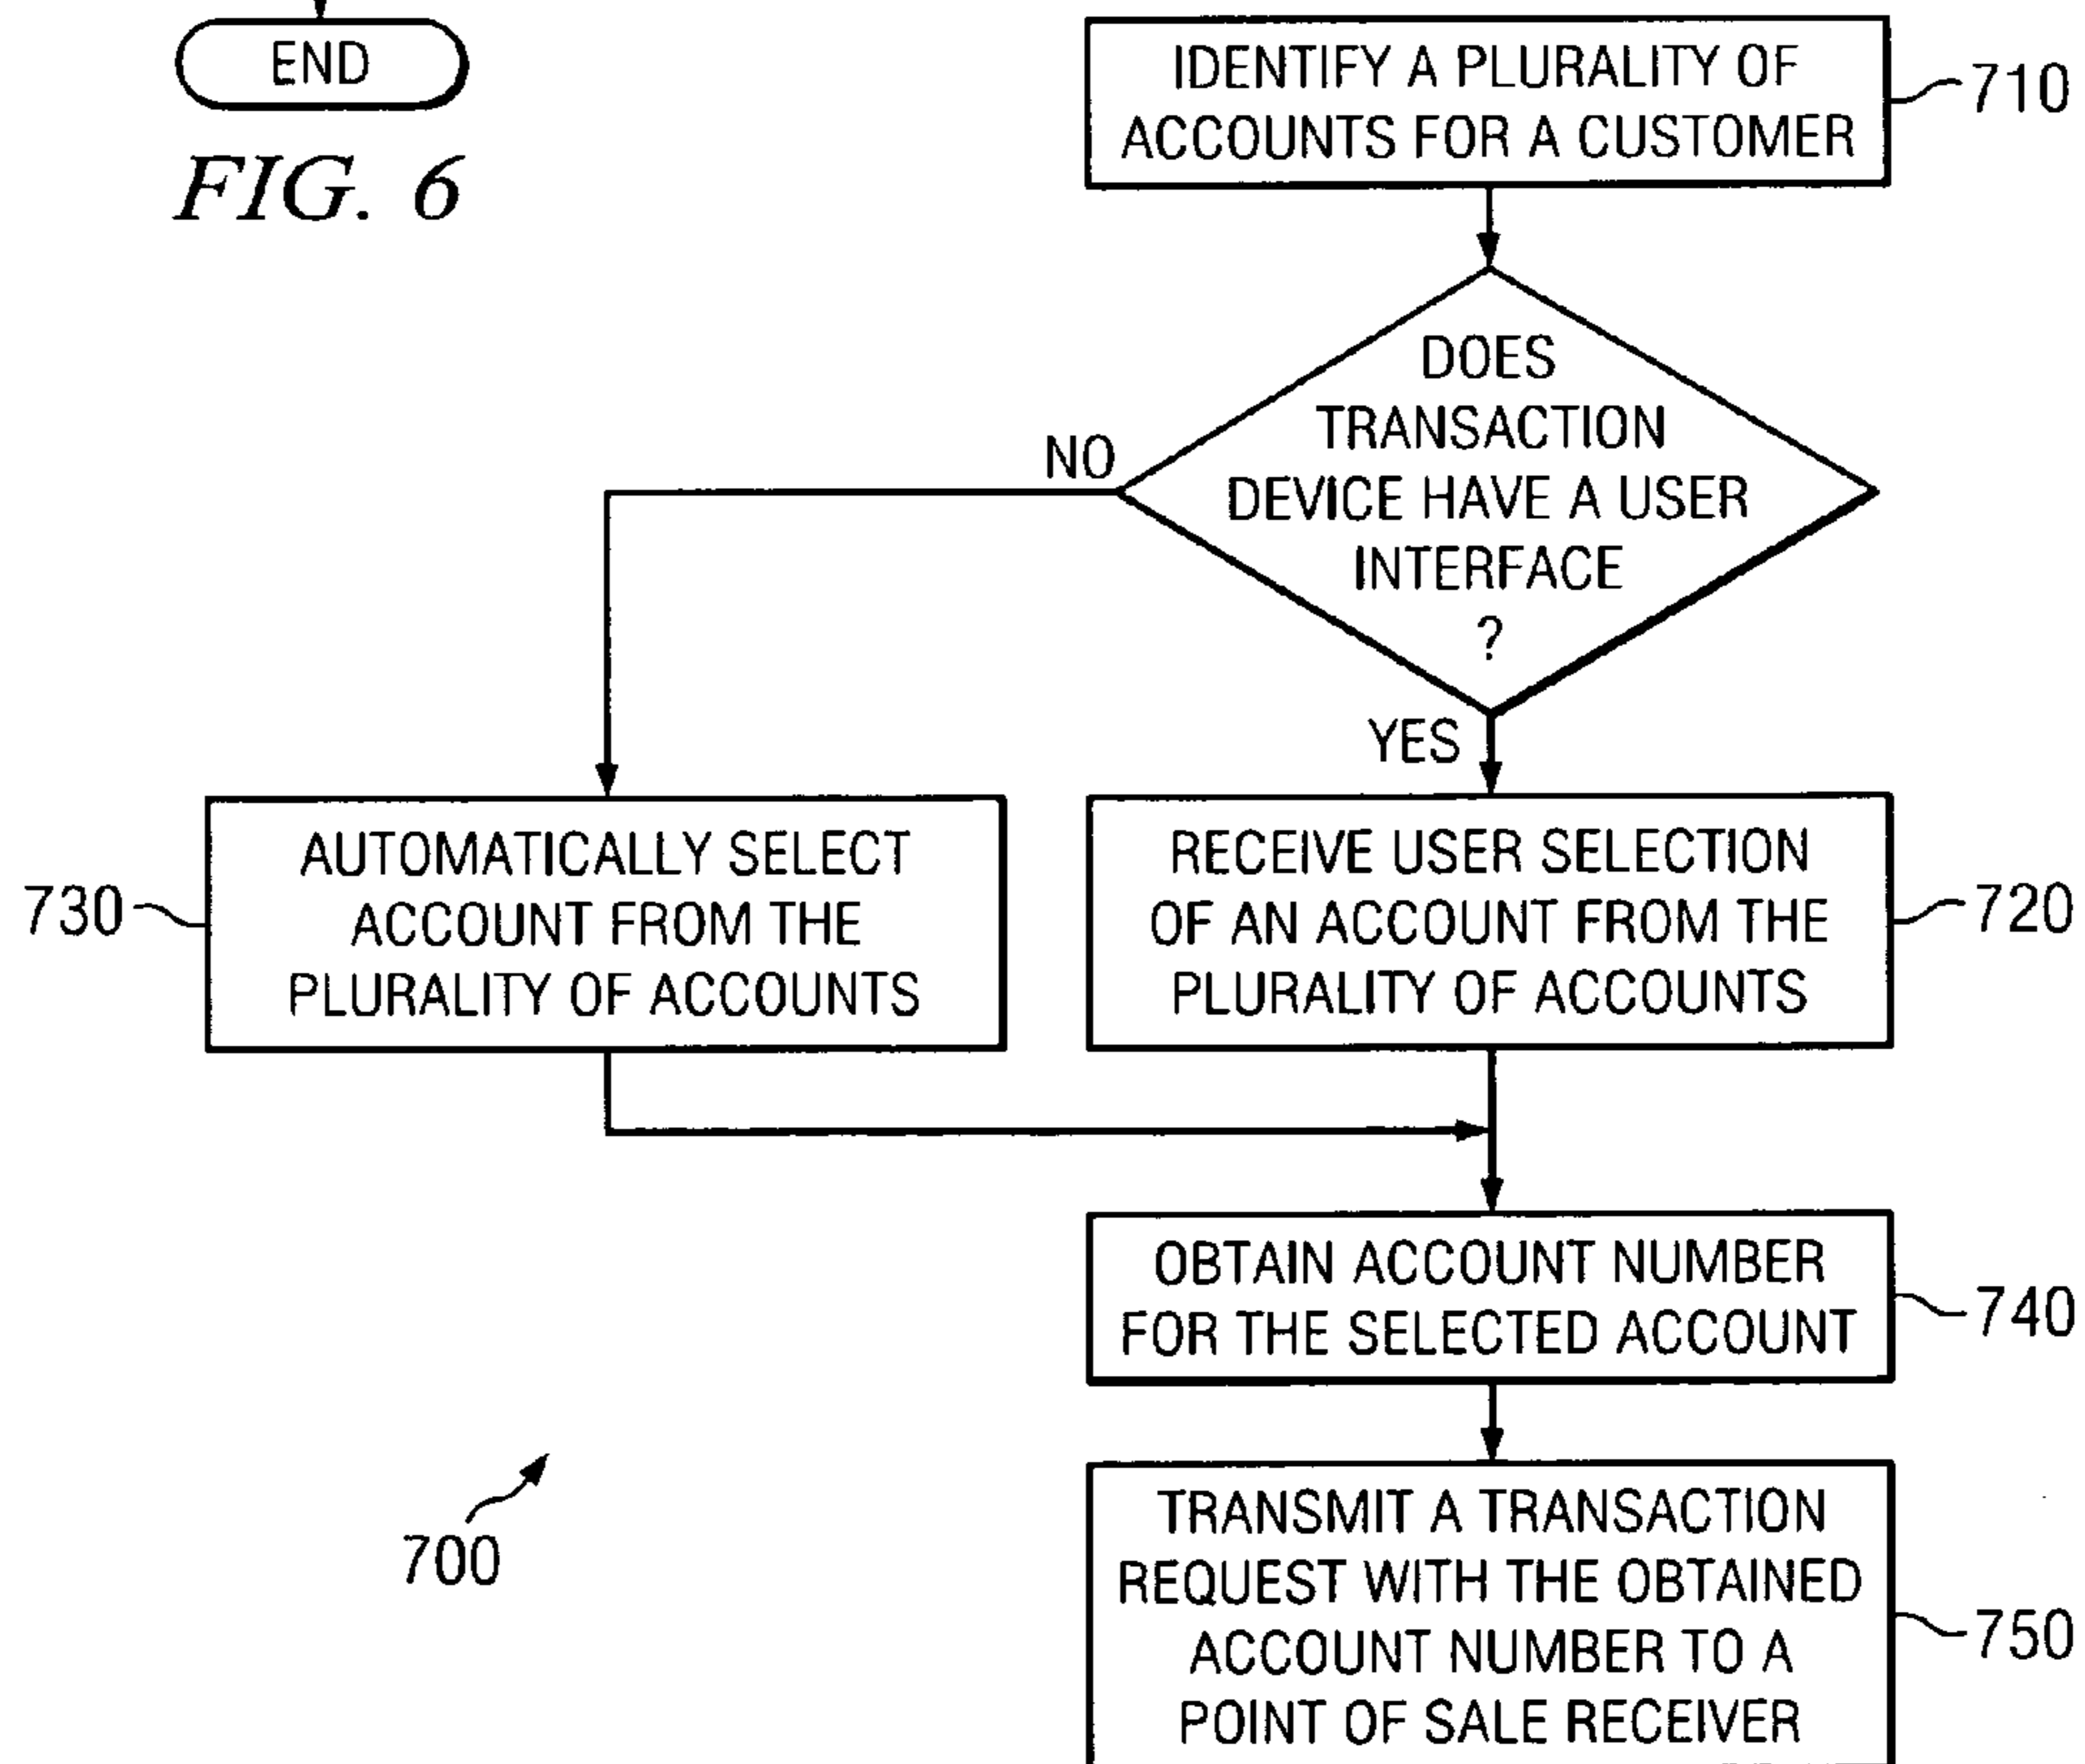 END
FIG. 6
IDENTIFY A PLURALITY OF
ACCOUNTS FOR A CUSTOMER
710
DOES
TRANSACTION
DEVICE HAVE A USER
INTERFACE
?
NO
YES
730
AUTOMATICALLY SELECT
ACCOUNT FROM THE
PLURALITY OF ACCOUNTS
RECEIVE USER SELECTION
OF AN ACCOUNT FROM THE
PLURALITY OF ACCOUNTS
720
OBTAIN ACCOUNT NUMBER
FOR THE SELECTED ACCOUNT
740
700
TRANSMIT A TRANSACTION
REQUEST WITH THE OBTAINED
ACCOUNT NUMBER TO A
POINT OF SALE RECEIVER
750